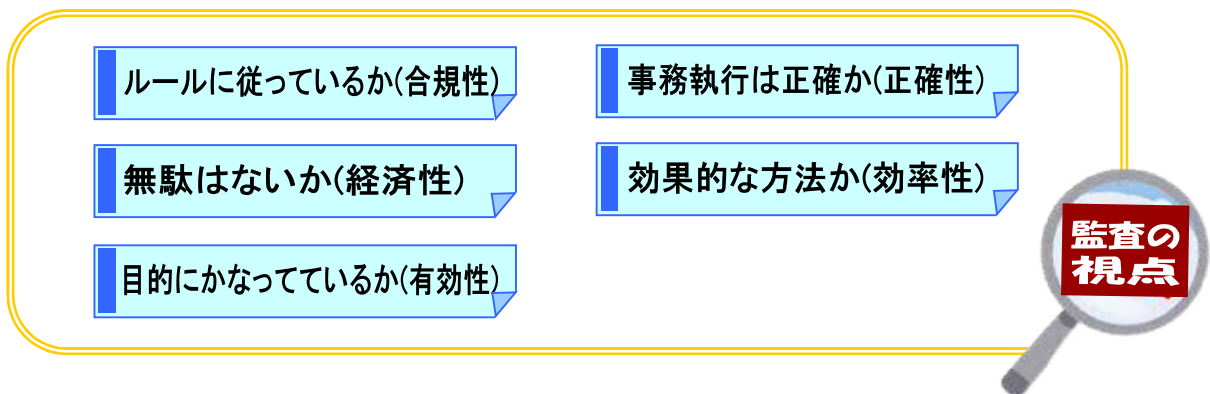 ルールに従っているか(合規性)
事務執行は正確か(正確性)
無駄はないか(経済性)
効果的な方法か(効率性)
目的にかなってているか(有効性)
監査の
視点